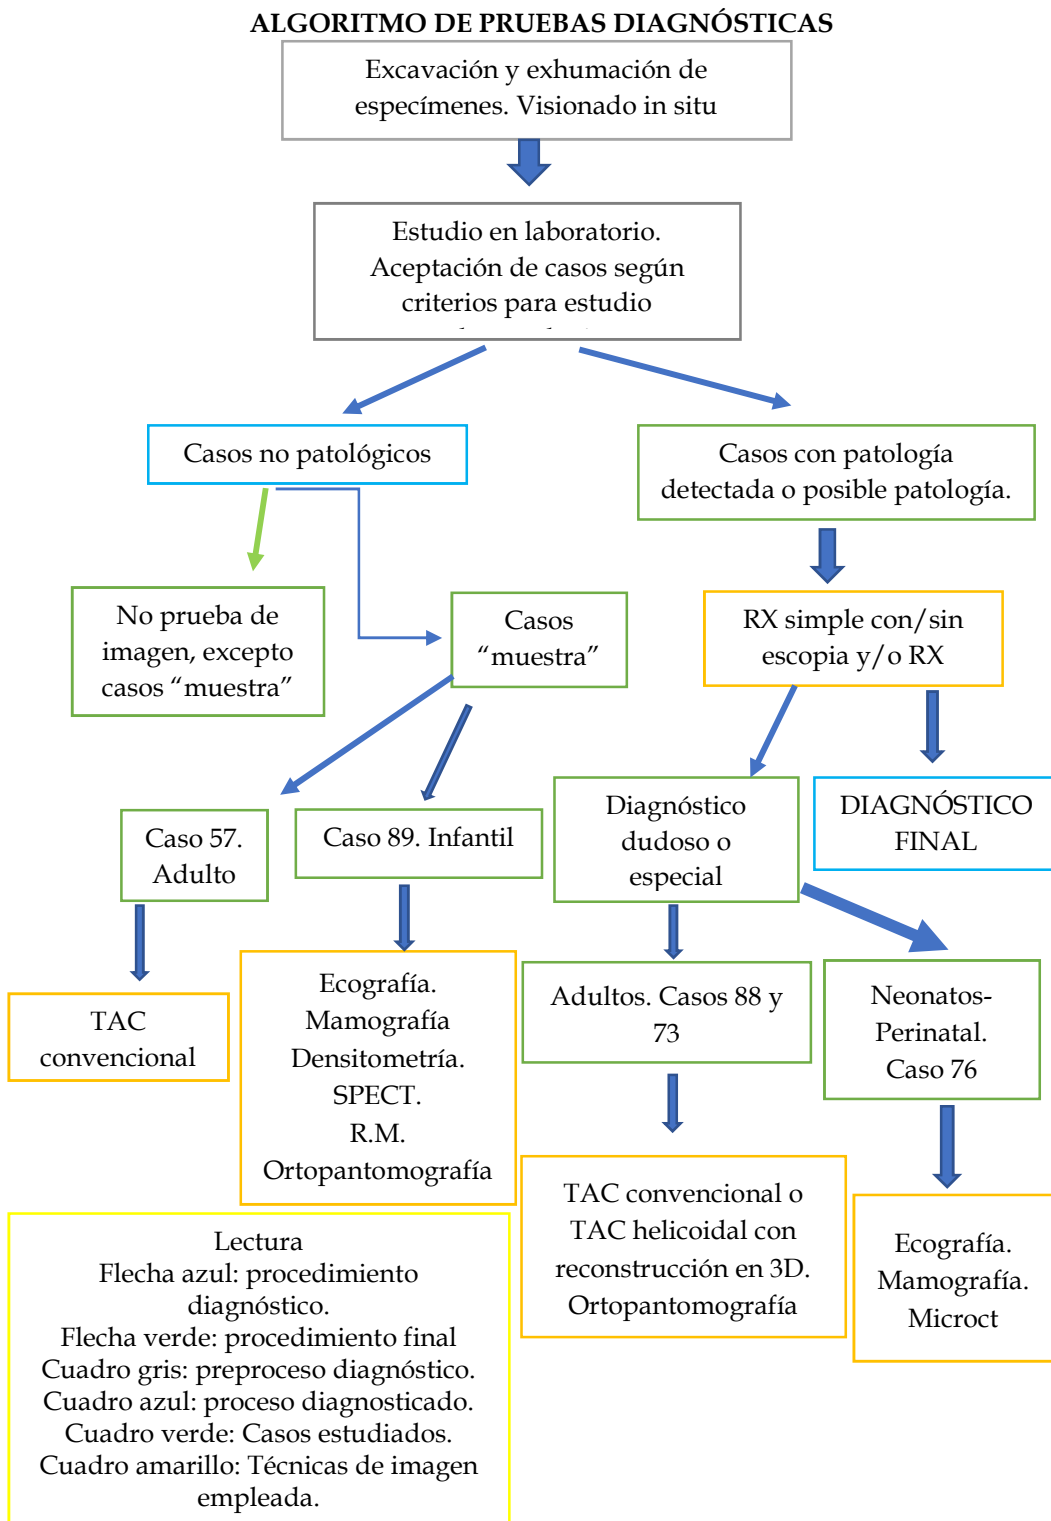 ALGORITMO DE PRUEBAS DIAGNÓSTICAS
Excavación y exhumación de
especímenes. Visionado in situ
Estudio en laboratorio.
Aceptación de casos según
criterios para estudio
Casos no patológicos
Casos con patología
detectada o posible patología.
No prueba de
imagen, excepto
casos “muestra”
Casos
“muestra”
RX simple con/sin
escopia y/o RX
Caso 57.
Adulto
Caso 89. Infantil
Diagnóstico
dudoso o
especial
DIAGNÓSTICO
FINAL
TAC
convencional
Ecografía.
Mamografía
Densitometría.
SPECT.
R.M.
Ortopantomografía
Adultos. Casos 88 y
73
Neonatos-
Perinatal.
Caso 76
TAC convencional o
TAC helicoidal con
reconstrucción en 3D.
Ortopantomografía
Ecografía.
Mamografía.
Microct
Lectura
Flecha azul: procedimiento
diagnóstico.
Flecha verde: procedimiento final
Cuadro gris: preproceso diagnóstico.
Cuadro azul: proceso diagnosticado.
Cuadro verde: Casos estudiados.
Cuadro amarillo: Técnicas de imagen
empleada.